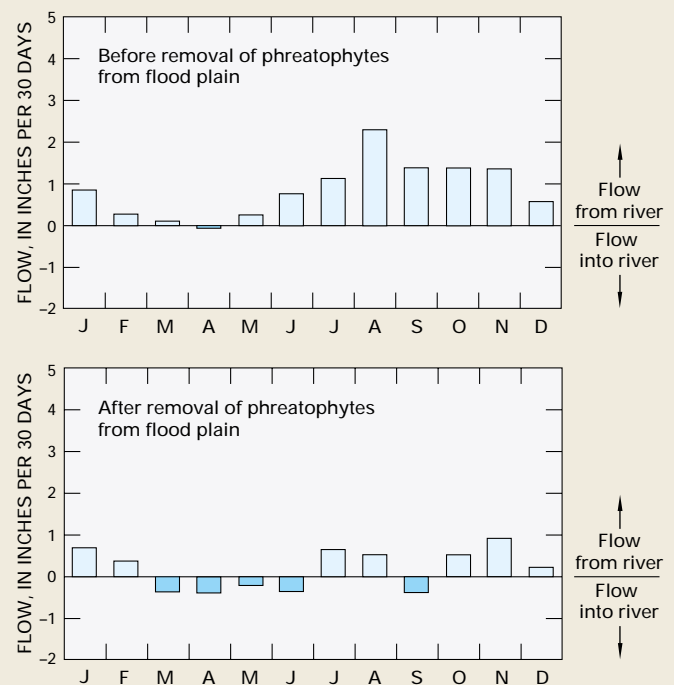 FLOW, IN INCHES PER 30 DAYS
5
4
3
2
1
0
–1
–2
Before removal of phreatophytes
from flood plain
J F M A M J J A S O N D
Flow
from river
Flow
into river
FLOW, IN INCHES PER 30 DAYS
5
4
3
2
1
0
–1
–2
After removal of phreatophytes
from flood plain
J F M A M J J A S O N D
Flow
from river
Flow
into river